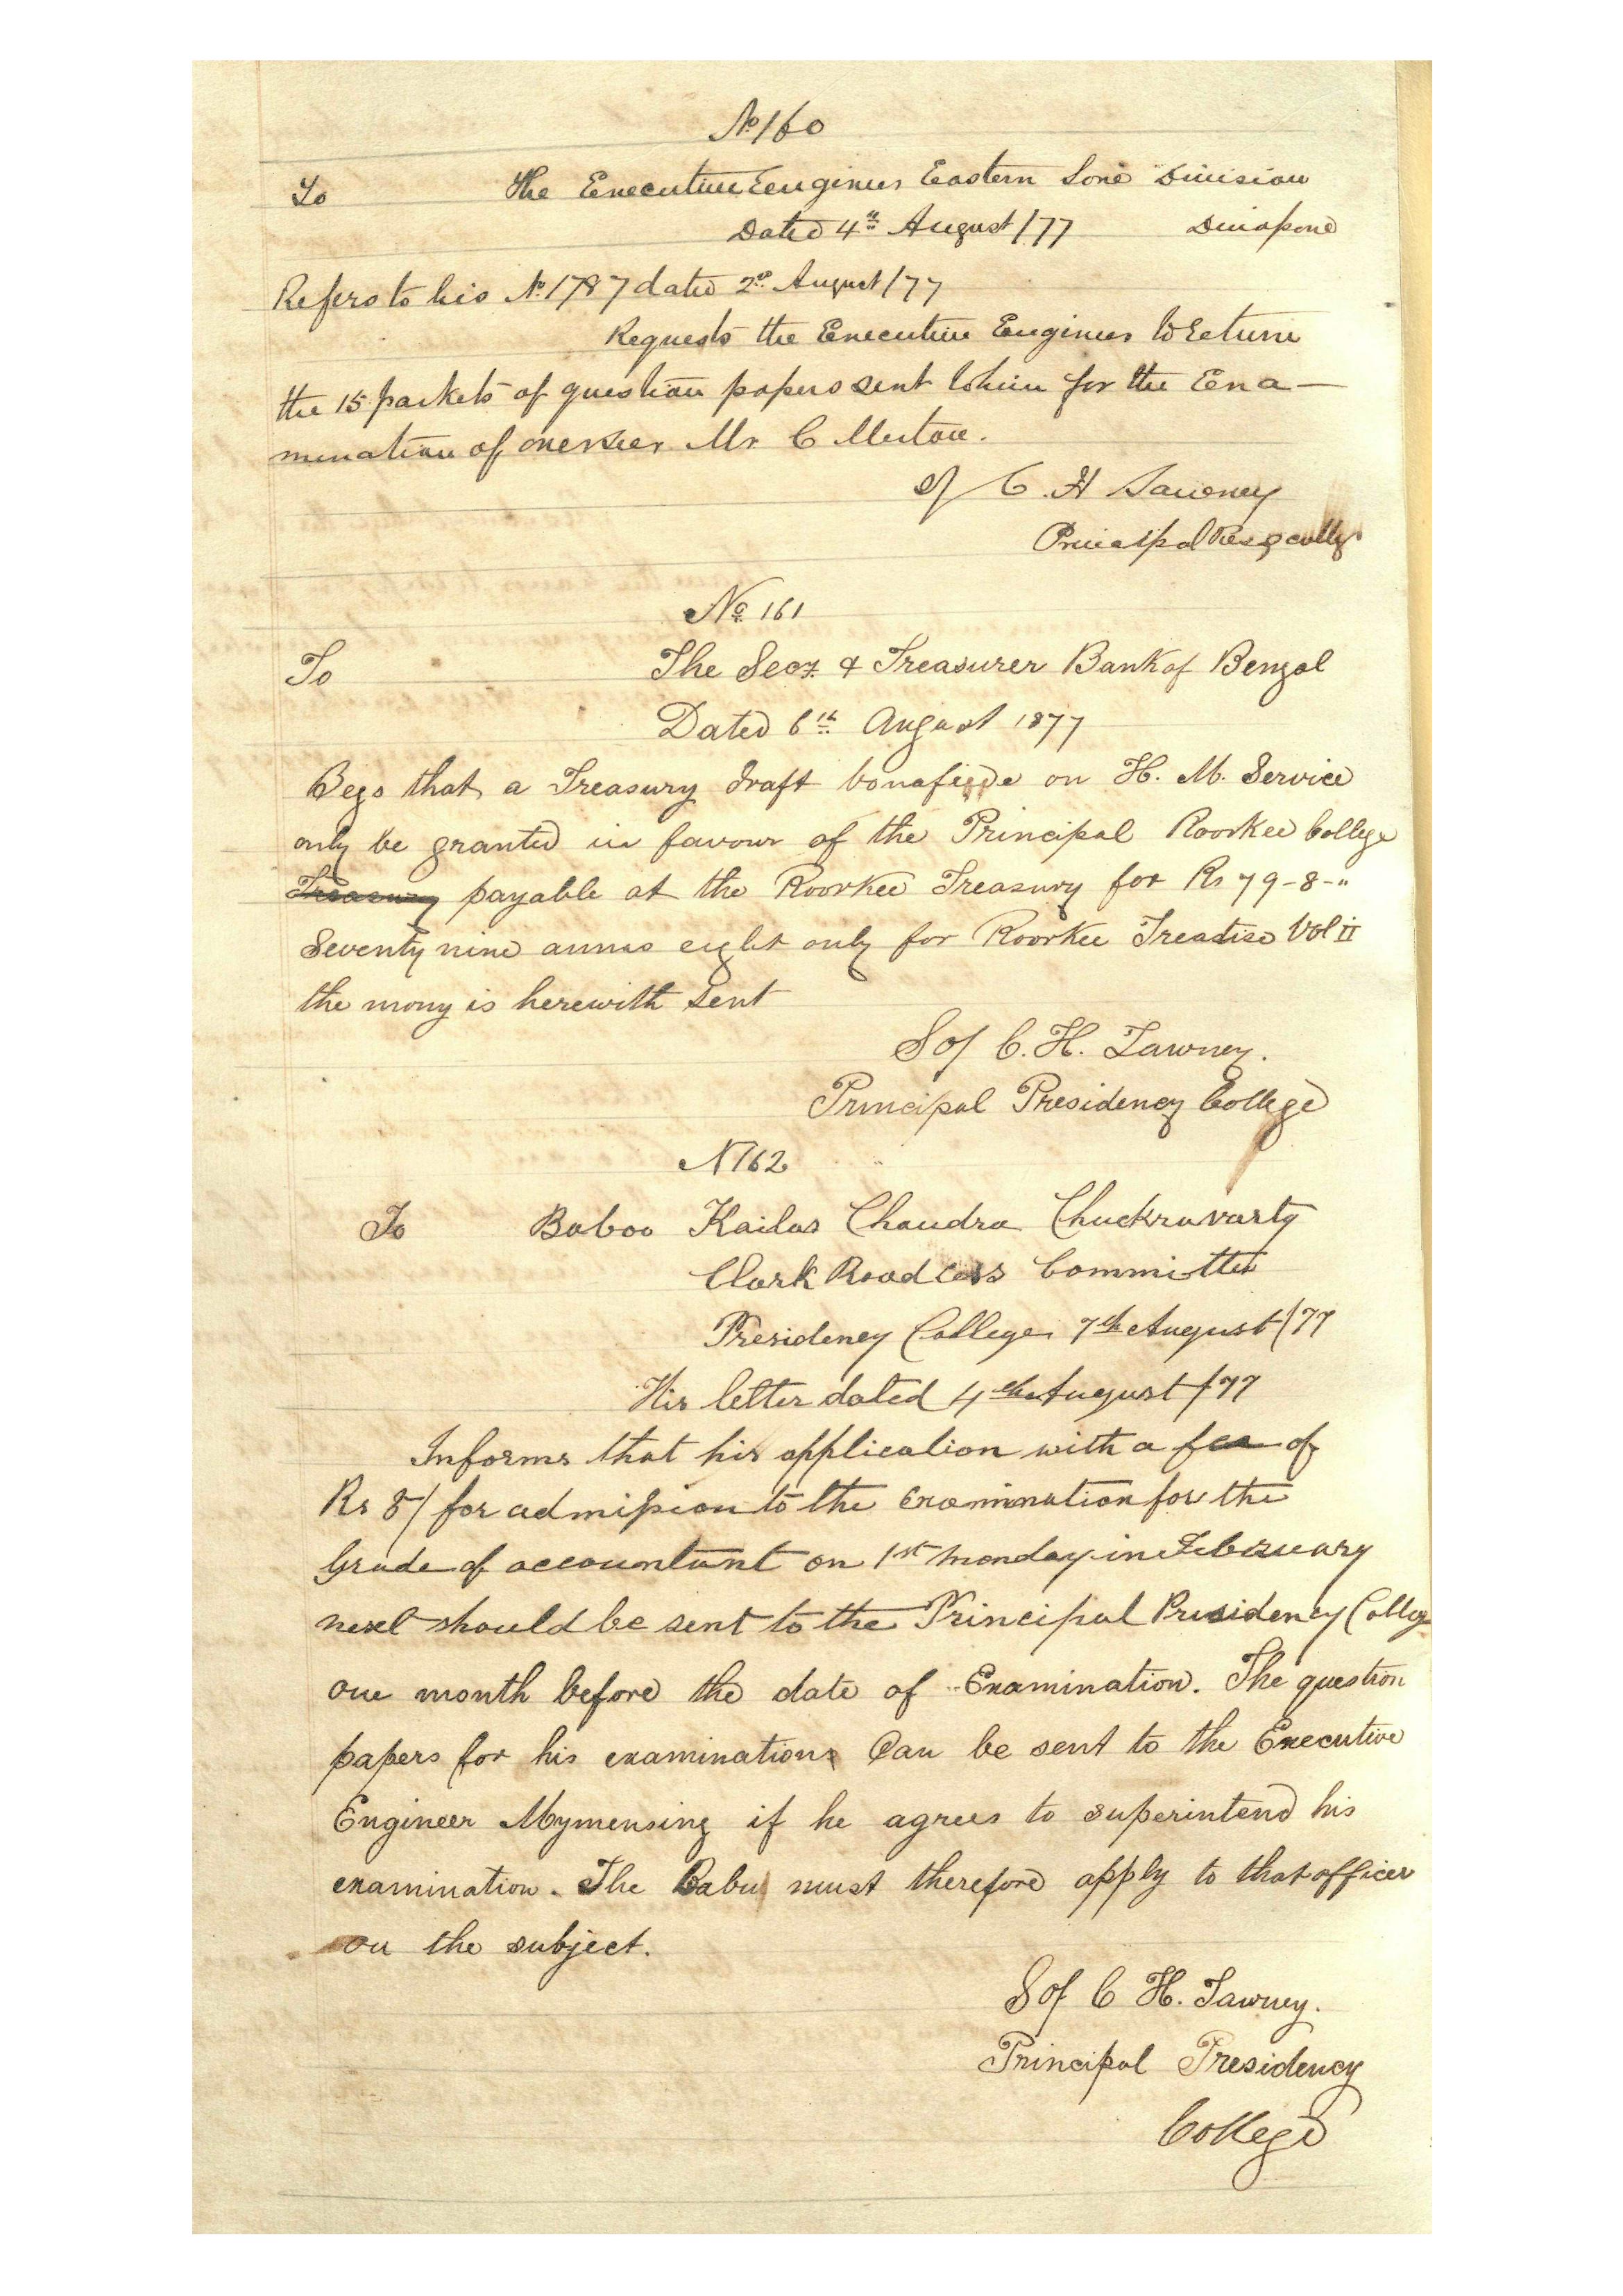 No 160
To The Executive Engineer Eastern Sone Division
Dated 4th August /77 Dinapore
Refers to his No. 1787 dated 2nd August /77
Requests the Executive Engineer to return
the 15 packets of question papers sent to him for the Exa-
mination of overseer Mr. C
Sd/ C. H Tawney
Principal Presy College
No. 161
To The Secy. & Treasurer Bank of Bengal
Dated 6th August 1877
Begs that a Treasury draft bonafide on H. M. Service
only be granted in favour of the Principal Roorkee College
Treasury payable at the Roorkee Treasury for Rs 79-8-"
Seventy nine annas eight only for Roorkee Treatise Vol II
the mony is herewith sent
Sd/ C. H. Tawney.
Principal Presidency College
N 162
To Baboo Kailas Chandra Chuckravarty
Clark Road Cess Committee
Presidency College 7th August /77
His letter dated 4th August /77
Informs that his application with a fee of
Rs 8/ for admission to the examination for the
Grade of accountant on 1st Monday in February
next should be sent to the Principal Presidency College
one month before the date of Examination. The question
papers for his examination Can be sent to the Executive
Engineer Mymensing if he agrees to superintend his
examination. The Babu must therefore apply to that officer
on the subject.
Sd/ C H. Tawney.
Principal Presidency
College